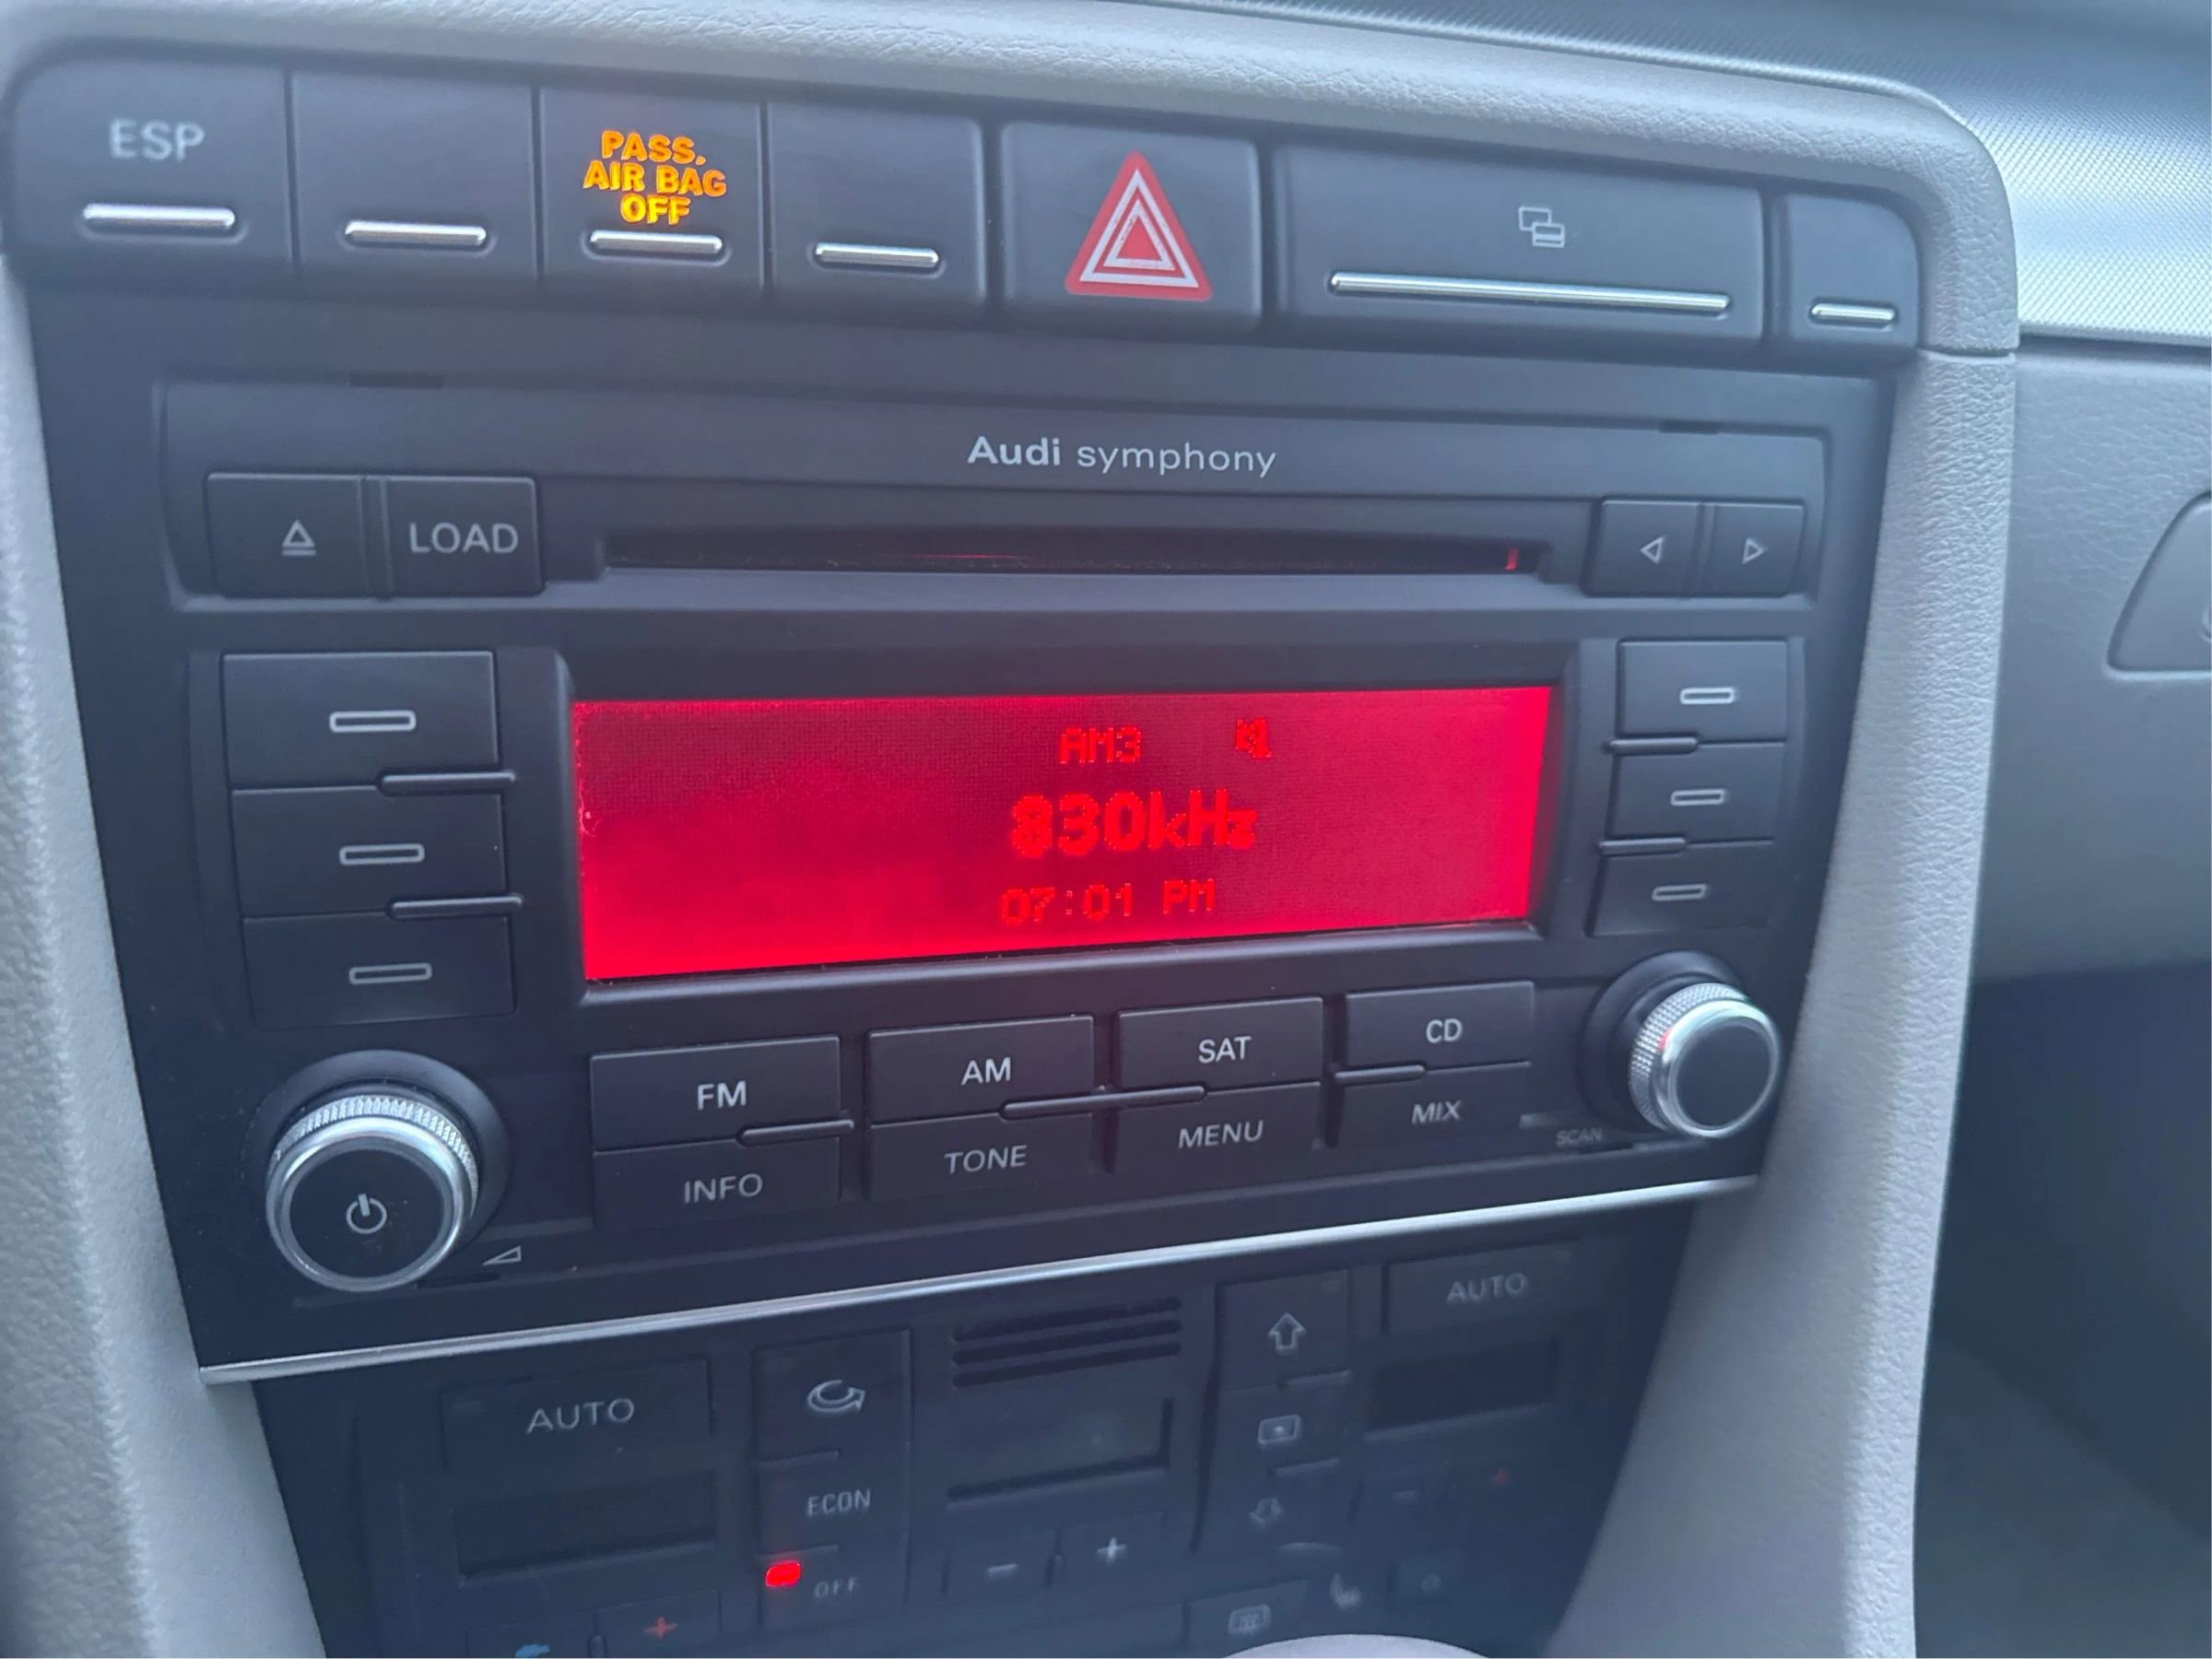 ESP
PASS.
AIR BAG
OFF
Audi symphony
LOAD
AM3
830kHz
07:01 PM
FM
AM
SAT
CD
INFO
TONE
MENU
MIX
SCAN
AUTO
AUTO
ECON
OFF